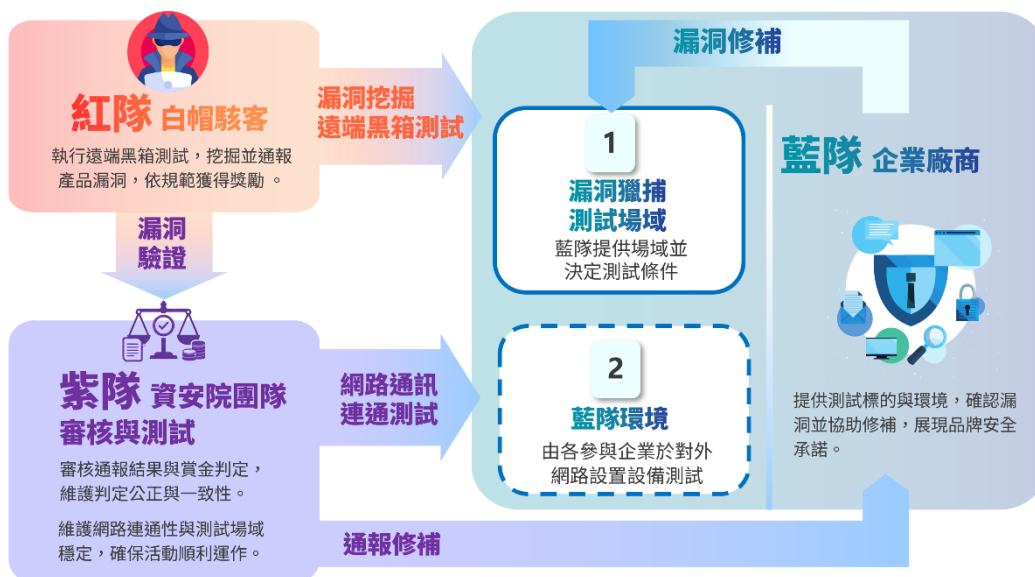 紅隊 白帽駭客
執行遠端黑箱測試，挖掘並通報
產品漏洞，依規範獲得獎勵 。
漏洞挖掘
遠端黑箱測試
漏洞修補
1
漏洞獵捕
測試場域
藍隊提供場域並
決定測試條件
藍隊 企業廠商
提供測試標的與環境，確認漏
洞並協助修補，展現品牌安全
承諾。
漏洞
驗證
紫隊 資安院團隊
審核與測試
審核通報結果與賞金判定，
維護判定公正與一致性。
維護網路連通性與測試場域
穩定，確保活動順利運作。
網路通訊
連通測試
2
藍隊環境
由各參與企業於對外
網路設置設備測試
通報修補